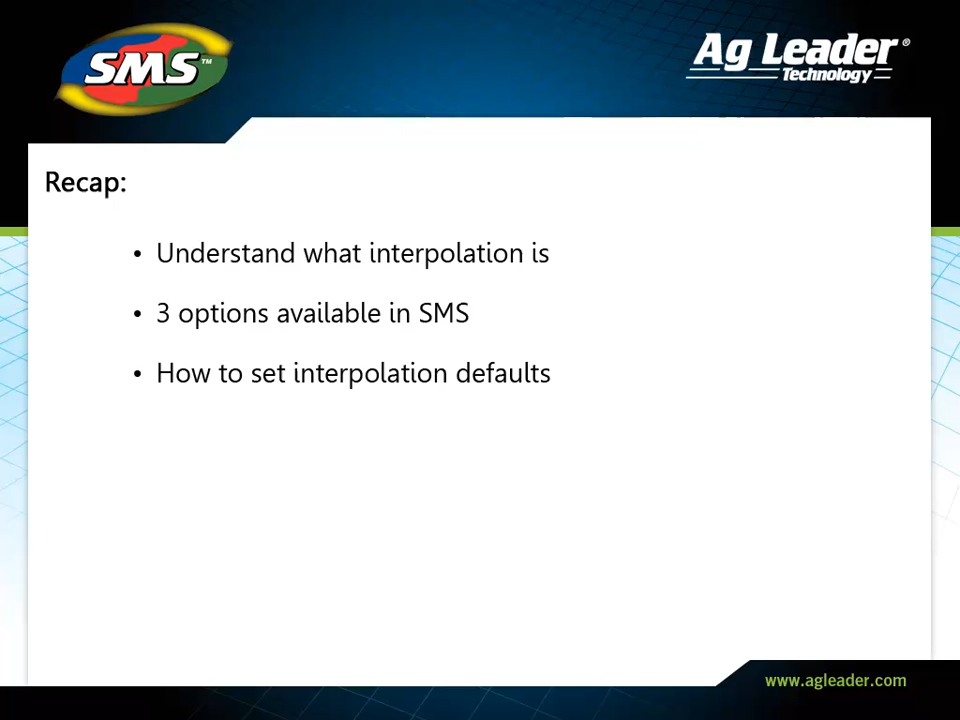 SMS™
Ag Leader®
Technology
Recap:
• Understand what interpolation is
• 3 options available in SMS
• How to set interpolation defaults
www.agleader.com